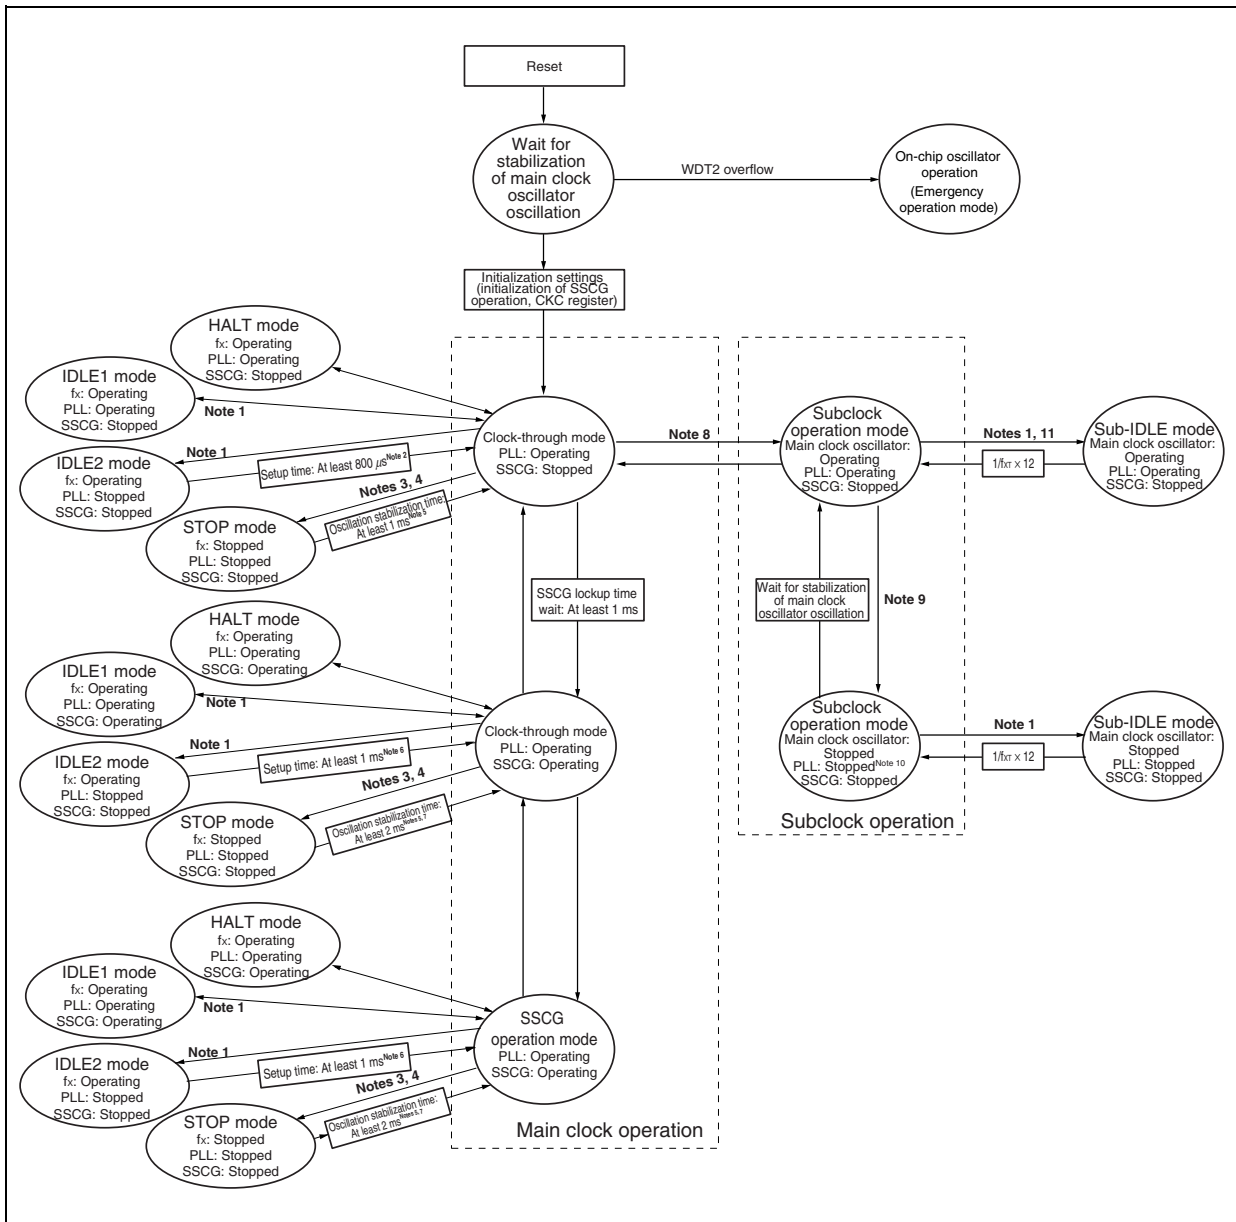 Reset
Wait for
stabilization
of main clock
oscillator
oscillation
WDT2 overflow
On-chip oscillator
operation
(Emergency
operation mode)
Initialization settings
(initialization of SSCG
operation, CKC register)
HALT mode
fx: Operating
PLL: Operating
SSCG: Stopped
IDLE1 mode
fx: Operating
PLL: Operating
SSCG: Stopped
Note 1
IDLE2 mode
fx: Operating
PLL: Stopped
SSCG: Stopped
Note 1
Setup time: At least 800 μs Note 2
STOP mode
fx: Stopped
PLL: Stopped
SSCG: Stopped
Notes 3, 4
Oscillation stabilization time:
At least 1 ms Note 5
Clock-through mode
PLL: Operating
SSCG: Stopped
Note 8
Subclock
operation mode
Main clock oscillator:
Operating
PLL: Operating
SSCG: Stopped
Notes 1, 11
1/fXT × 12
Sub-IDLE mode
Main clock oscillator:
Operating
PLL: Operating
SSCG: Stopped
SSCG lockup time
wait: At least 1 ms
Wait for stabilization
of main clock
oscillator oscillation
Note 9
HALT mode
fx: Operating
PLL: Operating
SSCG: Operating
IDLE1 mode
fx: Operating
PLL: Operating
SSCG: Operating
Note 1
IDLE2 mode
fx: Operating
PLL: Stopped
SSCG: Stopped
Note 1
Setup time: At least 1 ms Note 6
STOP mode
fx: Stopped
PLL: Stopped
SSCG: Stopped
Notes 3, 4
Oscillation stabilization time:
At least 2 ms Notes 5, 7
Clock-through mode
PLL: Operating
SSCG: Operating
Subclock
operation mode
Main clock oscillator:
Stopped
PLL: Stopped Note 10
SSCG: Stopped
Note 1
1/fXT × 12
Sub-IDLE mode
Main clock oscillator:
Stopped
PLL: Stopped
SSCG: Stopped
Subclock operation
HALT mode
fx: Operating
PLL: Operating
SSCG: Operating
IDLE1 mode
fx: Operating
PLL: Operating
SSCG: Operating
Note 1
IDLE2 mode
fx: Operating
PLL: Stopped
SSCG: Stopped
Note 1
Setup time: At least 1 ms Note 6
STOP mode
fx: Stopped
PLL: Stopped
SSCG: Stopped
Notes 3, 4
Oscillation stabilization time:
At least 2 ms Notes 5, 7
SSCG
operation mode
PLL: Operating
SSCG: Operating
Main clock operation